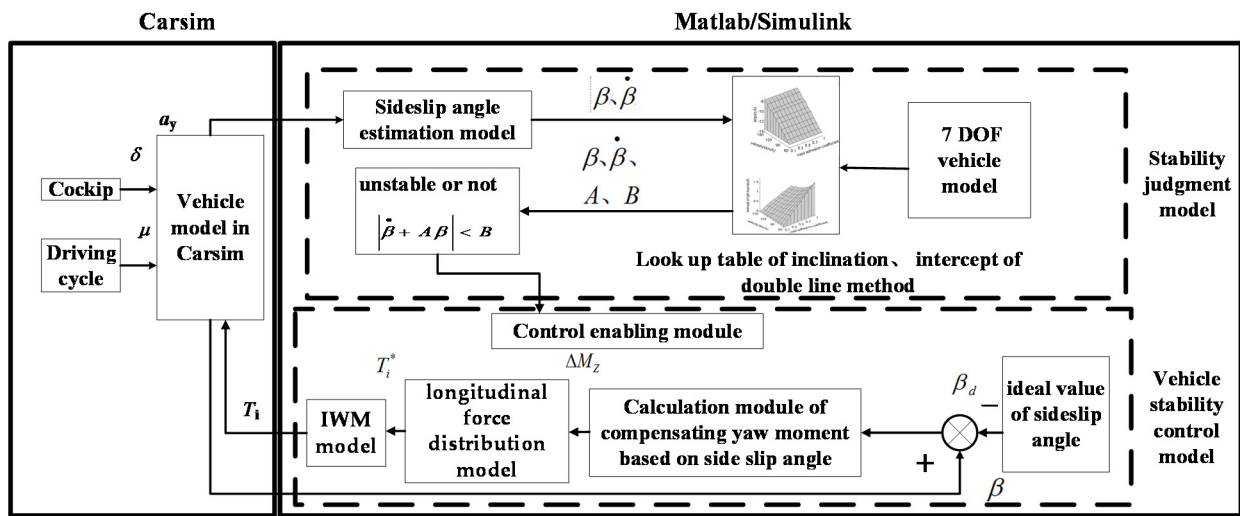 Carsim
Matlab/Simulink
a_y
δ
Cockip
μ
Driving
cycle
Vehicle
model in
Carsim
T_i
Sideslip angle
estimation model
β、β̇
β、β̇、
A、B
unstable or not
|β̈ + Aβ| < B
7 DOF
vehicle
model
Look up table of inclination、 intercept of
double line method
Stability
judgment
model
Control enabling module
ΔM_Z
T_i^*
IWM
model
longitudinal
force
distribution
model
Calculation module of
compensating yaw moment
based on side slip angle
β_d
−
+
β
ideal value
of sideslip
angle
Vehicle
stability
control
model